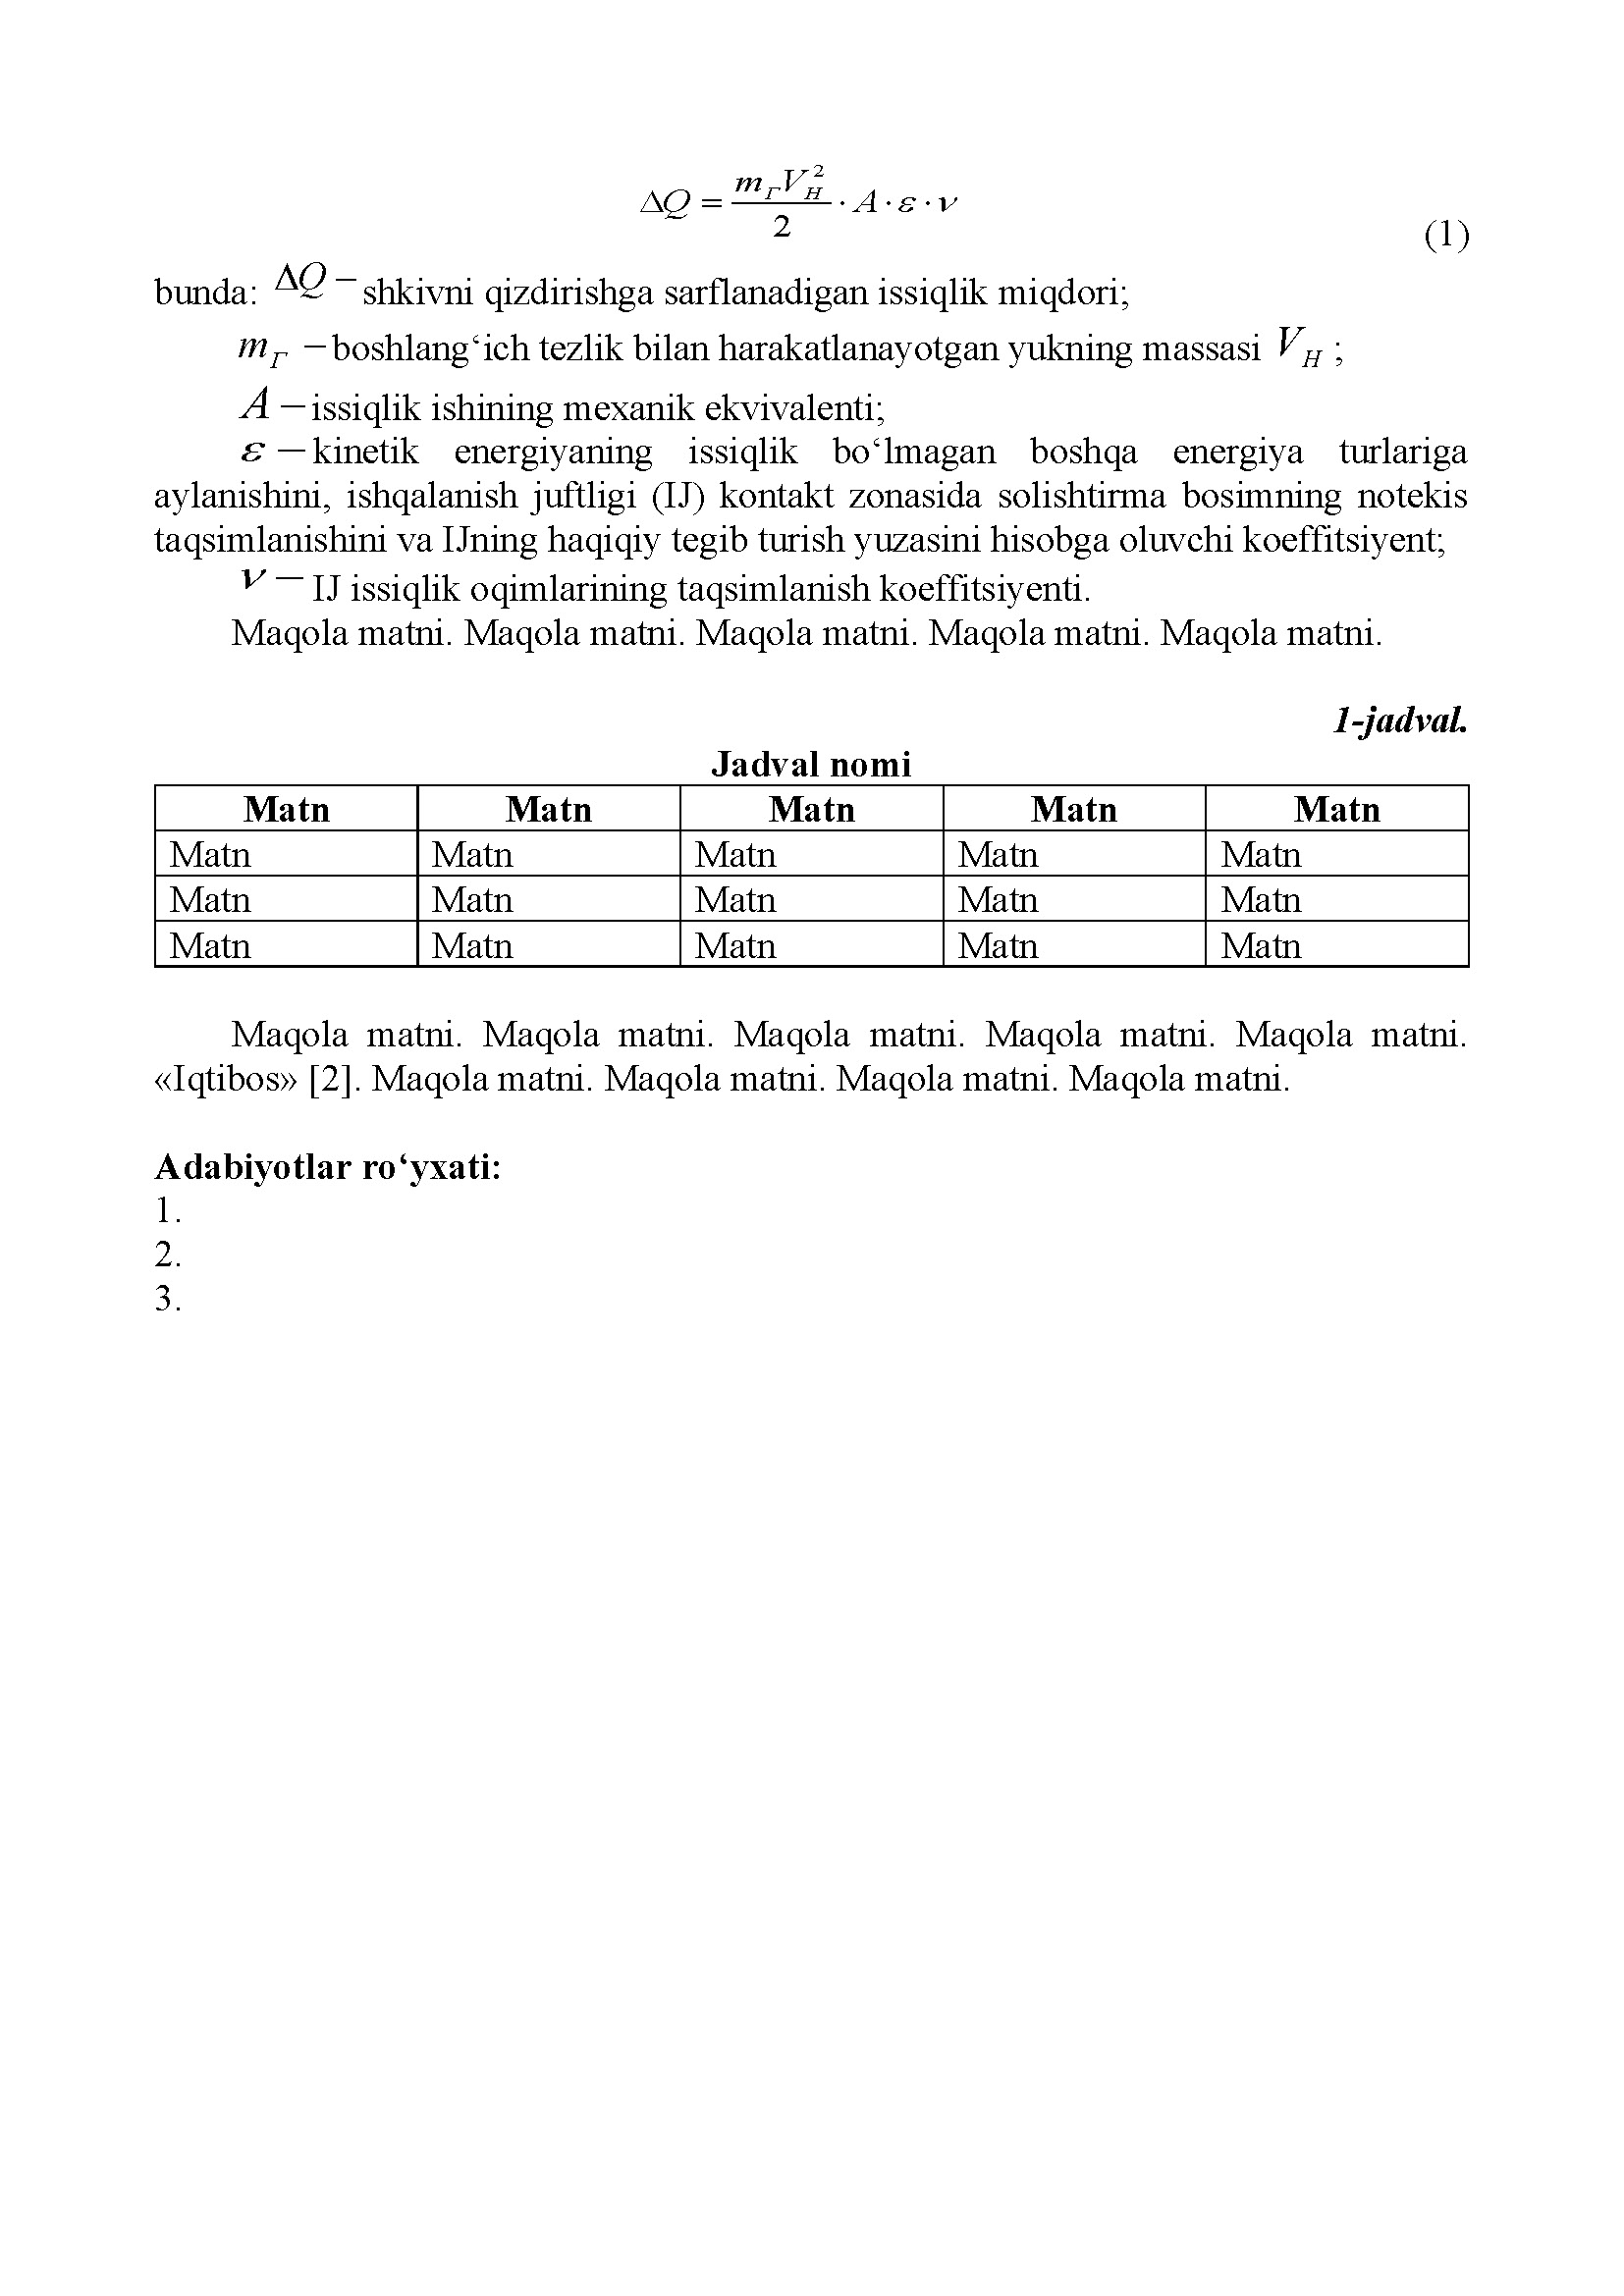 ΔQ = m_Г V_H^2 / 2 · A · ε · ν
(1)
bunda: ΔQ – shkivni qizdirishga sarflanadigan issiqlik miqdori;
m_Г – boshlang‘ich tezlik bilan harakatlanayotgan yukning massasi V_H ;
A – issiqlik ishining mexanik ekvivalenti;
ε – kinetik energiyaning issiqlik bo‘lmagan boshqa energiya turlariga
aylanishini, ishqalanish juftligi (IJ) kontakt zonasida solishtirma bosimning notekis
taqsimlanishini va IJning haqiqiy tegib turish yuzasini hisobga oluvchi koeffitsiyent;
ν – IJ issiqlik oqimlarining taqsimlanish koeffitsiyenti.
Maqola matni. Maqola matni. Maqola matni. Maqola matni. Maqola matni.
1-jadval.
Jadval nomi
Matn Matn Matn Matn Matn
Matn Matn Matn Matn Matn
Matn Matn Matn Matn Matn
Matn Matn Matn Matn Matn
Maqola matni. Maqola matni. Maqola matni. Maqola matni. Maqola matni.
«Iqtibos» [2]. Maqola matni. Maqola matni. Maqola matni. Maqola matni.
Adabiyotlar ro‘yxati:
1.
2.
3.